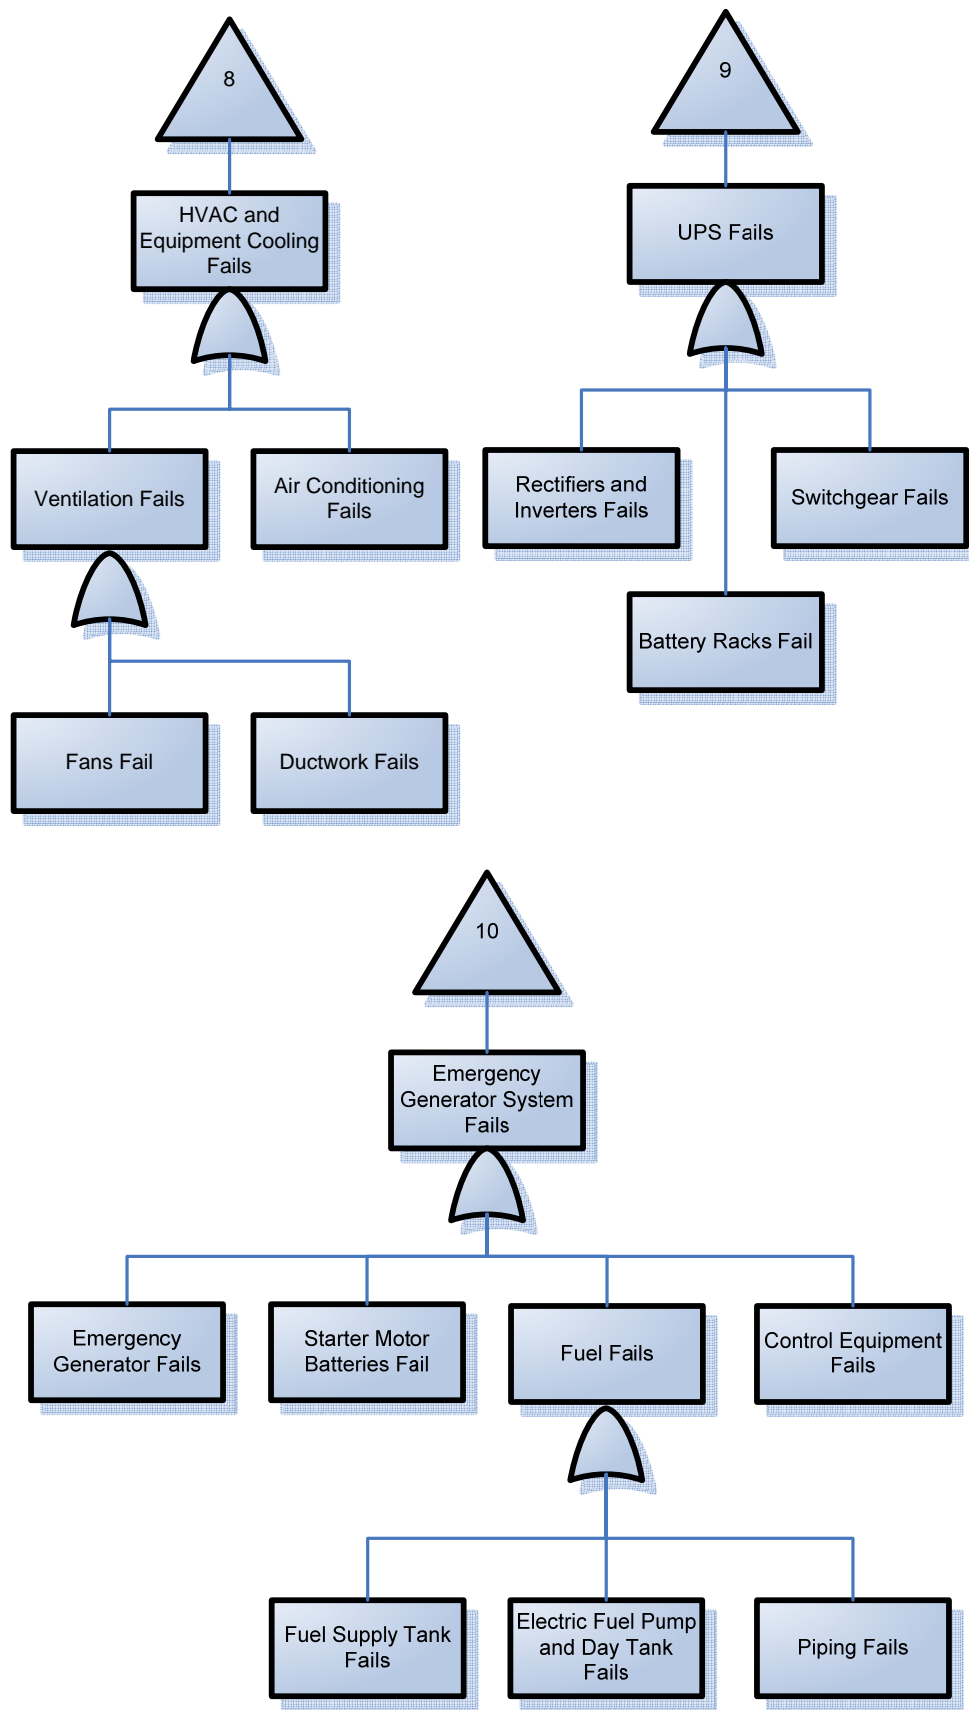 8
HVAC and
Equipment Cooling
Fails
Ventilation Fails
Air Conditioning
Fails
Fans Fail
Ductwork Fails
9
UPS Fails
Rectifiers and
Inverters Fails
Switchgear Fails
Battery Racks Fail
10
Emergency
Generator System
Fails
Emergency
Generator Fails
Starter Motor
Batteries Fail
Fuel Fails
Control Equipment
Fails
Fuel Supply Tank
Fails
Electric Fuel Pump
and Day Tank
Fails
Piping Fails